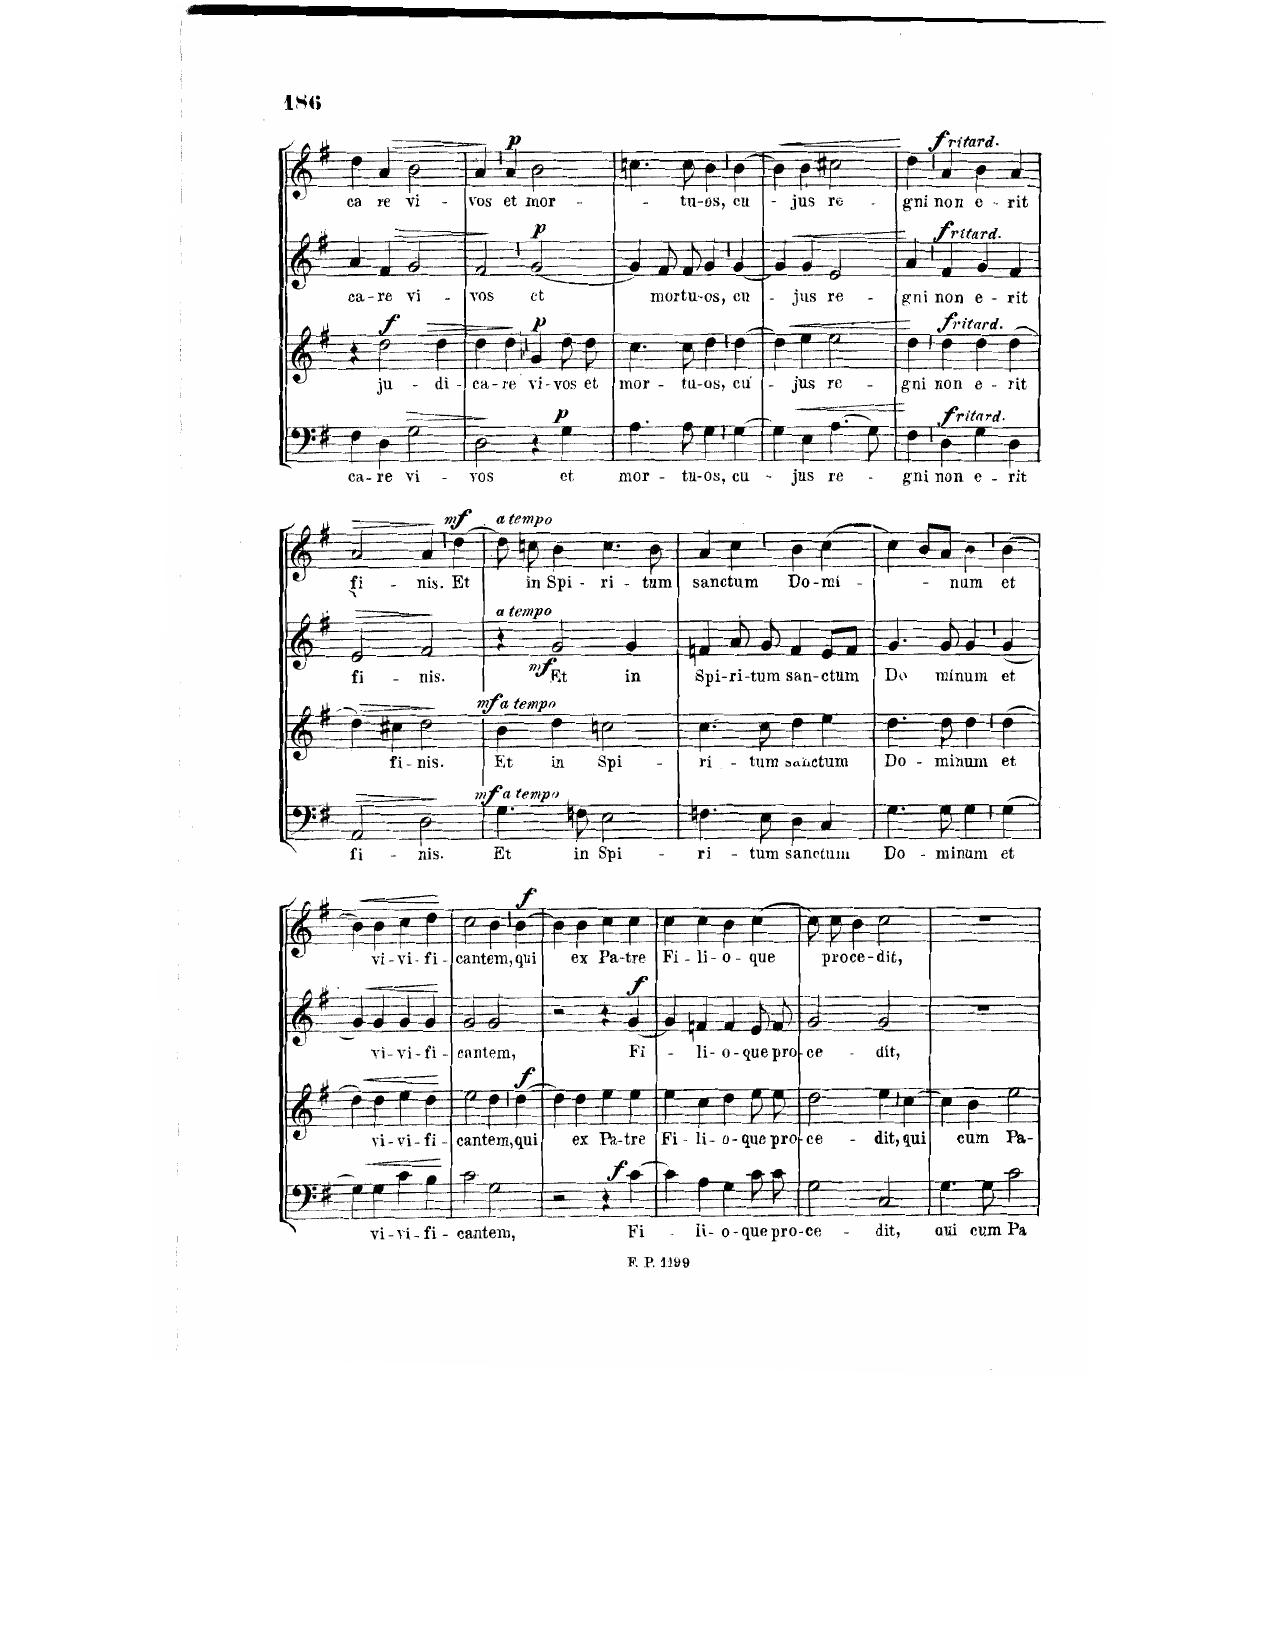 186
p
f ritard.
ca re vi - vos et mor - - tu-os, cu - jus re - gni non e - rit
p
f ritard.
ca-re vi - vos et mortu-os, cu - jus re - gni non e - rit
f
p
f ritard.
ju - di - ca-re vi-vos et mor - tu-os, cu - jus re - gni non e - rit
p
f ritard.
ca-re vi - vos et mor - tu-os, cu - jus re - gni non e - rit
mf a tempo
fi - nis. Et in Spi - ri - tum sanctum Do-mi - - num et
a tempo
mf
fi - nis. Et in Spi-ri-tum san-ctum Do minum et
mf a tempo
fi-nis. Et in Spi - ri - tum sanctum Do - minum et
mf a tempo
fi - nis. Et in Spi - ri - tum sanctum Do - minum et
f
vi-vi-fi-cantem, qui ex Pa-tre Fi-li-o-que proce-dit,
f
vi-vi-fi-cantem, Fi - li-o-que pro-ce - dit,
f
vi-vi-fi-cantem, qui ex Pa-tre Fi-li-o-que pro-ce - dit, qui cum Pa-
f
vi-vi-fi-cantem, Fi - li-o-que pro-ce - dit, qui cum Pa
F. P. 1199